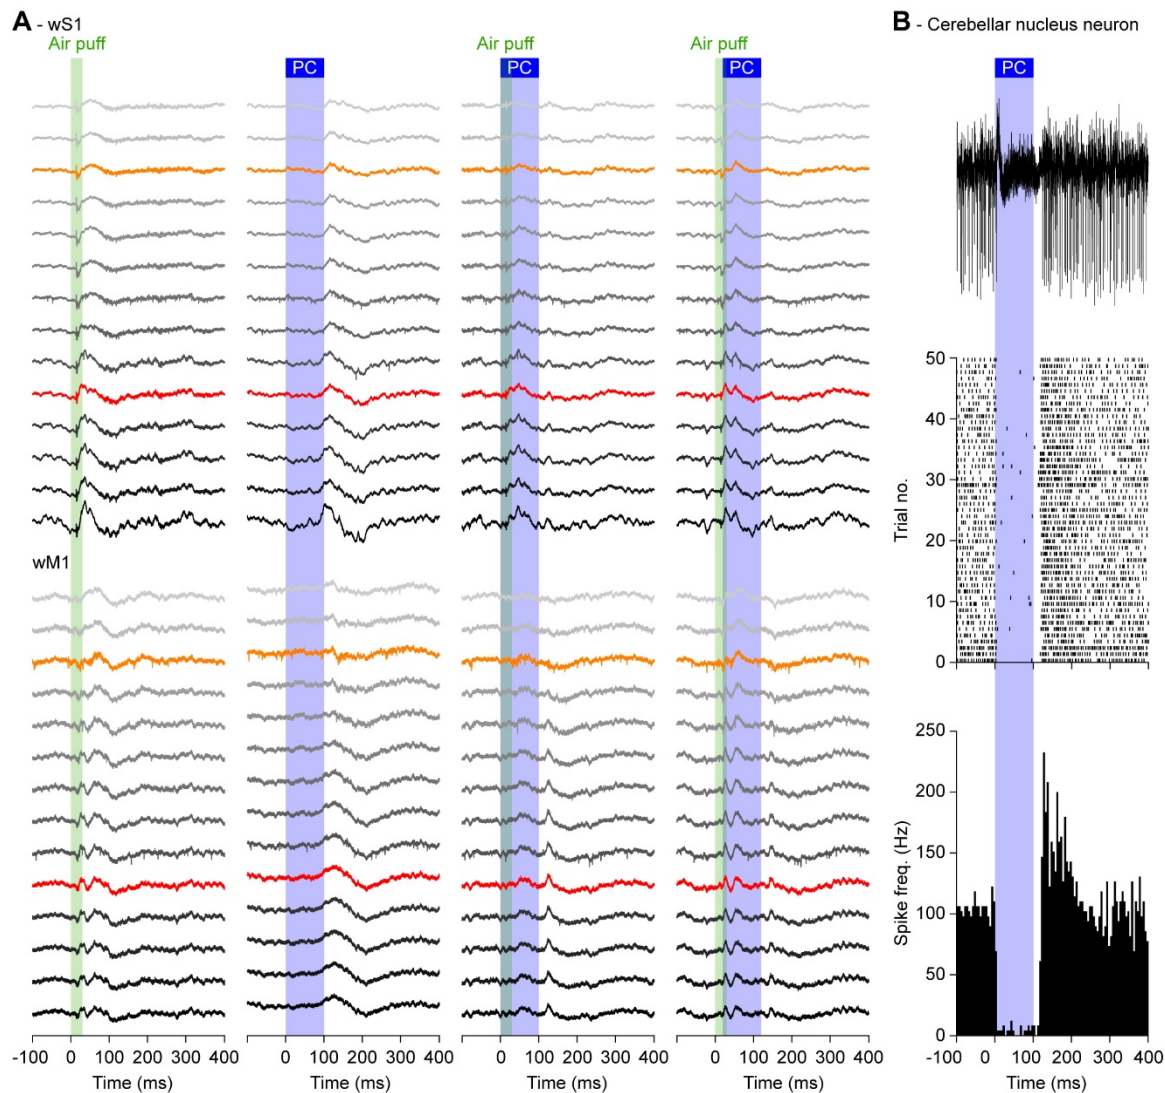 A - wS1
Air puff
PC
Air puff
PC
Air puff
PC
wM1
-100 0 100 200 300 400
0 100 200 300 400
0 100 200 300 400
0 100 200 300 400
Time (ms)
Time (ms)
Time (ms)
Time (ms)
B - Cerebellar nucleus neuron
PC
50
40
30
20
10
0
Trial no.
250
200
150
100
50
0
Spike freq. (Hz)
-100 0 100 200 300 400
Time (ms)